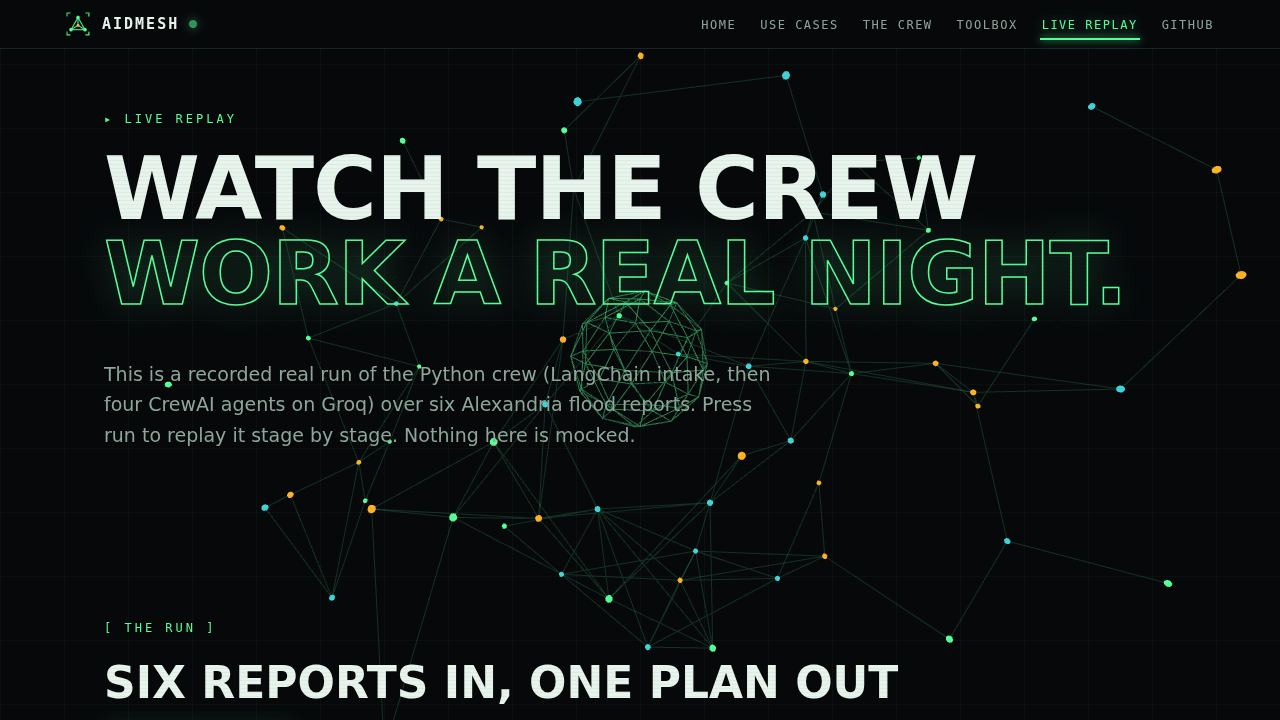 AIDMESH
HOME USE CASES THE CREW TOOLBOX LIVE REPLAY GITHUB
▸ LIVE REPLAY
WATCH THE CREW
WORK A REAL NIGHT.
This is a recorded real run of the Python crew (LangChain intake, then
four CrewAI agents on Groq) over six Alexandria flood reports. Press
run to replay it stage by stage. Nothing here is mocked.
[ THE RUN ]
SIX REPORTS IN, ONE PLAN OUT